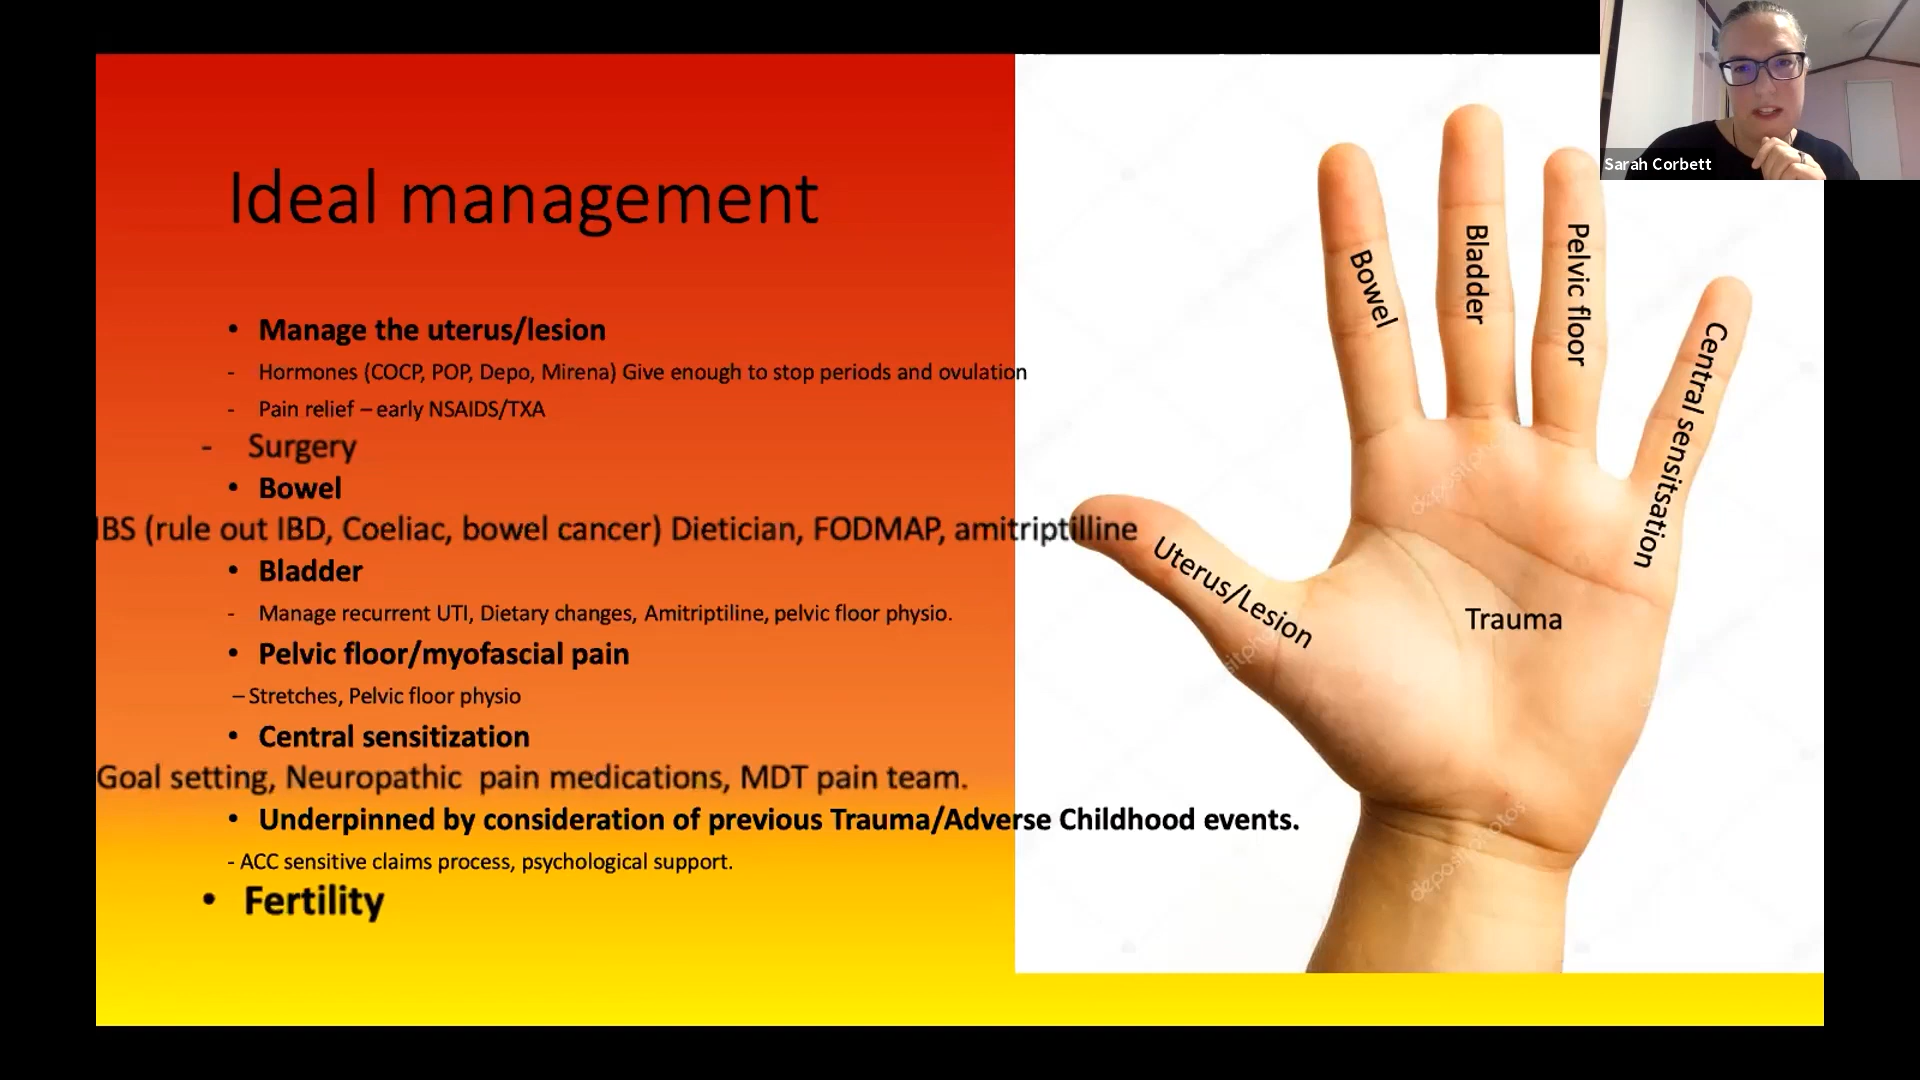 Sarah Corbett
Ideal management
• Manage the uterus/lesion
- Hormones (COCP, POP, Depo, Mirena) Give enough to stop periods and ovulation
- Pain relief – early NSAIDS/TXA
- Surgery
• Bowel
IBS (rule out IBD, Coeliac, bowel cancer) Dietician, FODMAP, amitriptilline
• Bladder
- Manage recurrent UTI, Dietary changes, Amitriptiline, pelvic floor physio.
• Pelvic floor/myofascial pain
– Stretches, Pelvic floor physio
• Central sensitization
Goal setting, Neuropathic pain medications, MDT pain team.
• Underpinned by consideration of previous Trauma/Adverse Childhood events.
- ACC sensitive claims process, psychological support.
• Fertility
Bowel
Bladder
Pelvic floor
Central sensitsation
Uterus/Lesion
Trauma
depositphotos